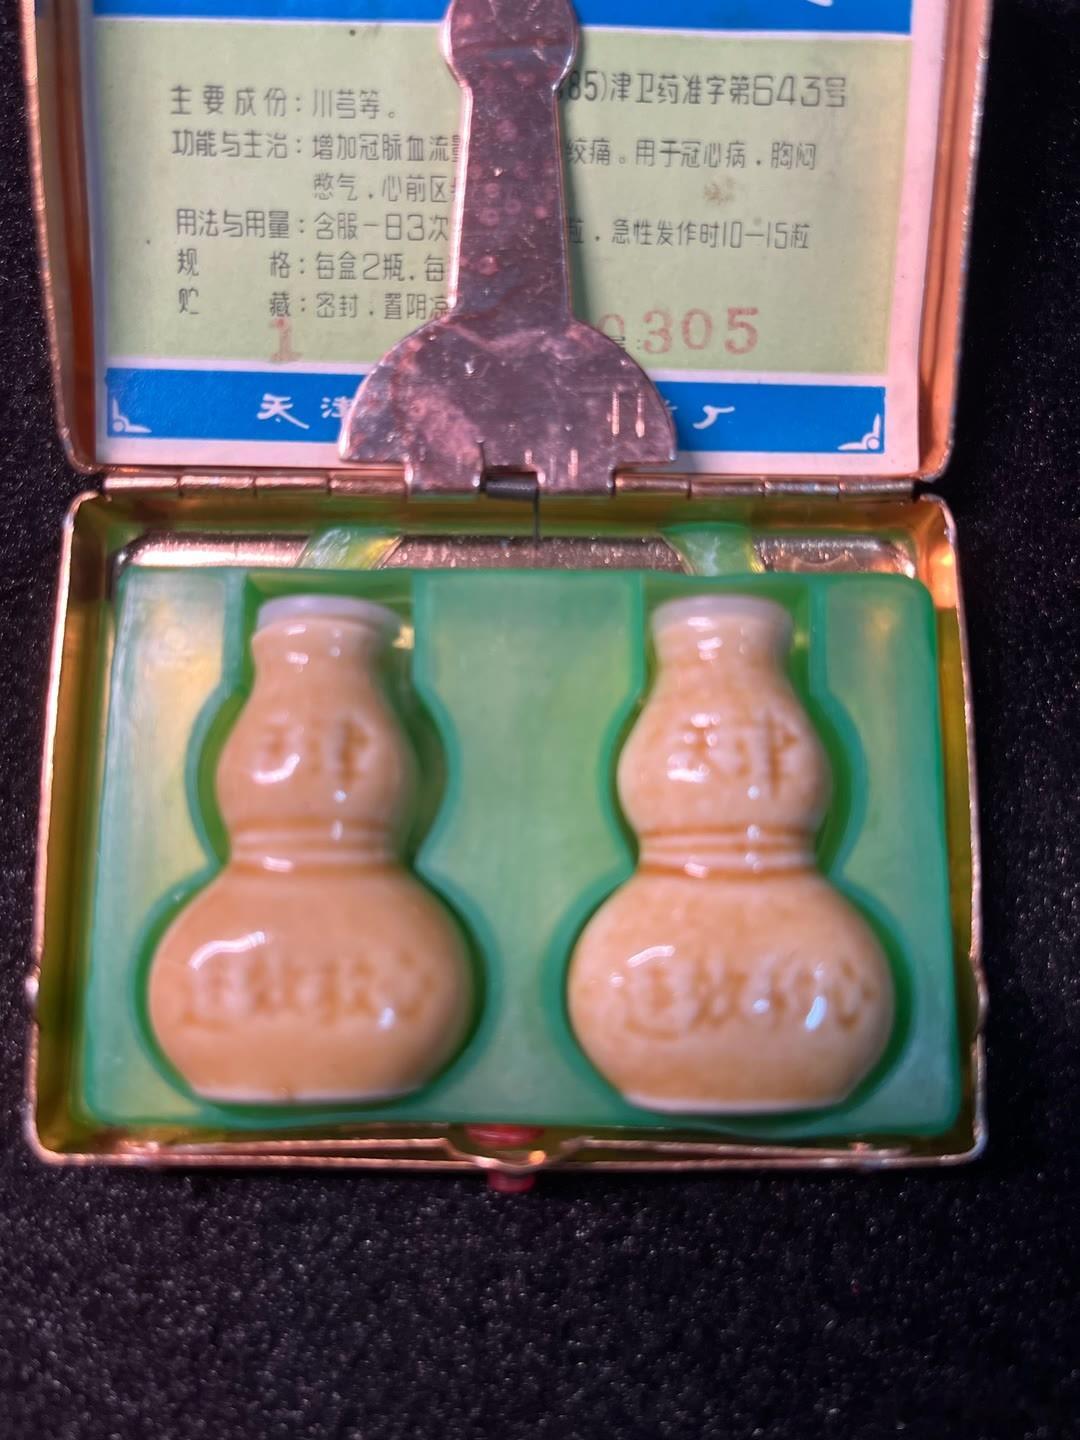 85)津卫药准字第643号
主要成份：川芎等。
功能与主治：增加冠脉血流 绞痛。用于冠心病，胸闷
憋气，心前区
用法与用量：含服一日3次 粒，急性发作时10—15粒
规 格：每盒2瓶，每
贮 藏：密封，置阴凉
1 0305
天津 厂
天津 天津
速效救心 速效救心